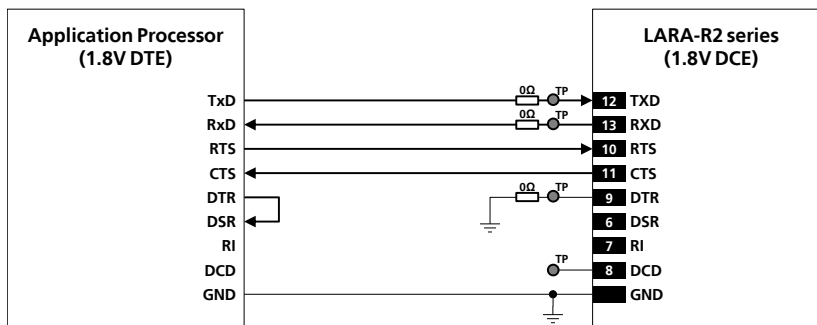 Application Processor
(1.8V DTE)
LARA-R2 series
(1.8V DCE)
TxD 0Ω TP 12 TXD
RxD 0Ω TP 13 RXD
RTS 10 RTS
CTS 11 CTS
DTR 0Ω TP 9 DTR
DSR 6 DSR
RI 7 RI
DCD TP 8 DCD
GND GND